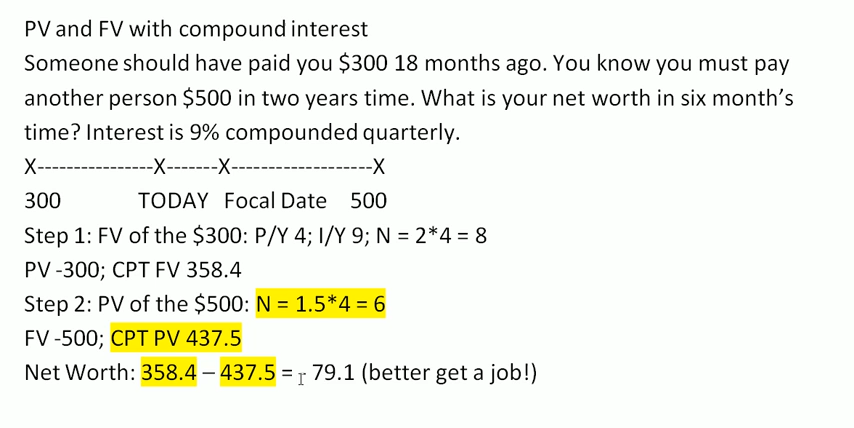 PV and FV with compound interest
Someone should have paid you $300 18 months ago. You know you must pay
another person $500 in two years time. What is your net worth in six month's
time? Interest is 9% compounded quarterly.
X----------------X-------X-------------------X
300 TODAY Focal Date 500
Step 1: FV of the $300: P/Y 4; I/Y 9; N = 2*4 = 8
PV -300; CPT FV 358.4
Step 2: PV of the $500: N = 1.5*4 = 6
FV -500; CPT PV 437.5
Net Worth: 358.4 – 437.5 = 79.1 (better get a job!)